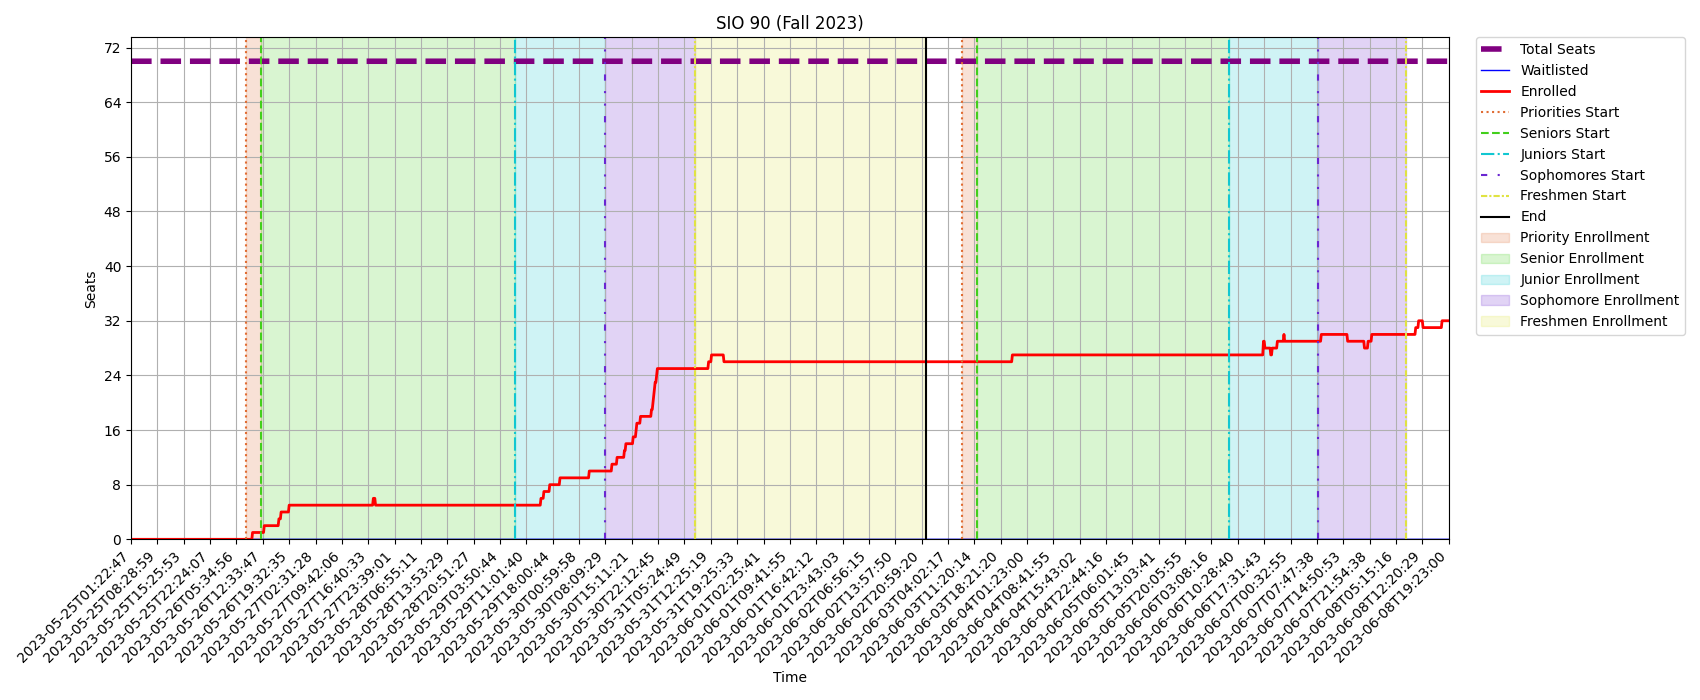 SIO 90 (Fall 2023)
72
64
56
48
40
32
24
16
8
0
Seats
2023-05-25T01:22:47
2023-05-25T08:28:59
2023-05-25T15:25:53
2023-05-25T22:24:07
2023-05-26T05:34:56
2023-05-26T12:33:47
2023-05-26T19:32:35
2023-05-27T02:31:28
2023-05-27T09:42:06
2023-05-27T16:40:33
2023-05-27T23:39:01
2023-05-28T06:55:11
2023-05-28T13:53:29
2023-05-28T20:51:27
2023-05-29T03:50:44
2023-05-29T11:01:40
2023-05-29T18:00:44
2023-05-30T00:59:58
2023-05-30T08:09:29
2023-05-30T15:11:21
2023-05-30T22:12:45
2023-05-31T05:24:49
2023-05-31T12:25:19
2023-05-31T19:25:33
2023-06-01T02:25:41
2023-06-01T09:41:55
2023-06-01T16:42:12
2023-06-01T23:43:03
2023-06-02T06:56:15
2023-06-02T13:57:50
2023-06-02T20:59:20
2023-06-03T04:02:17
2023-06-03T11:20:14
2023-06-03T18:21:20
2023-06-04T01:23:00
2023-06-04T08:41:55
2023-06-04T15:43:02
2023-06-04T22:44:16
2023-06-05T06:01:45
2023-06-05T13:03:41
2023-06-05T20:05:55
2023-06-06T03:08:16
2023-06-06T10:28:40
2023-06-06T17:31:43
2023-06-07T00:32:55
2023-06-07T07:47:38
2023-06-07T14:50:53
2023-06-07T21:54:38
2023-06-08T05:15:16
2023-06-08T12:20:29
2023-06-08T19:23:00
Time
Total Seats
Waitlisted
Enrolled
Priorities Start
Seniors Start
Juniors Start
Sophomores Start
Freshmen Start
End
Priority Enrollment
Senior Enrollment
Junior Enrollment
Sophomore Enrollment
Freshmen Enrollment